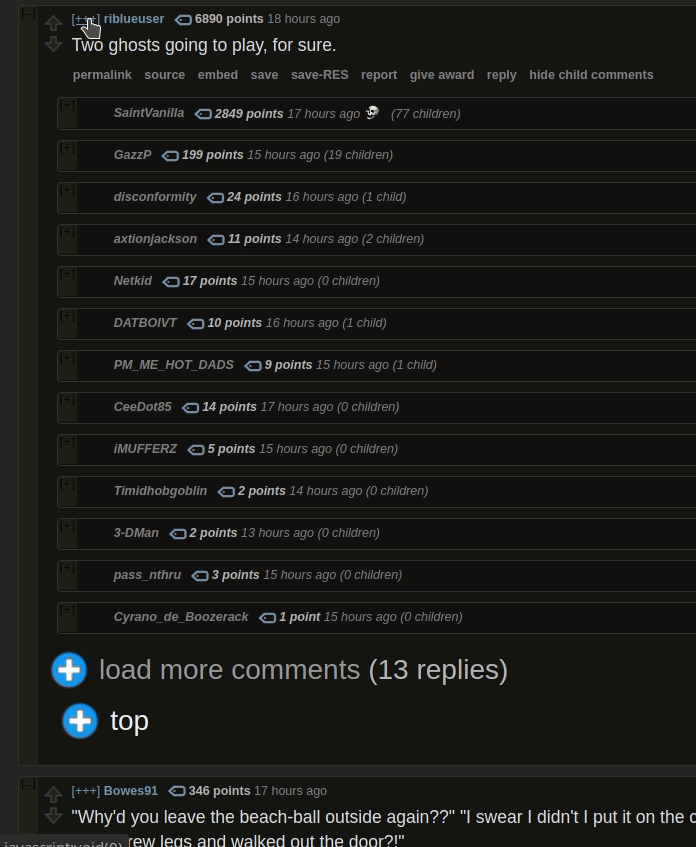 [–] [+++] riblueuser 6890 points 18 hours ago
Two ghosts going to play, for sure.
permalink source embed save save-RES report give award reply hide child comments
[+] SaintVanilla 2849 points 17 hours ago (77 children)
[+] GazzP 199 points 15 hours ago (19 children)
[+] disconformity 24 points 16 hours ago (1 child)
[+] axtionjackson 11 points 14 hours ago (2 children)
[+] Netkid 17 points 15 hours ago (0 children)
[+] DATBOIVT 10 points 16 hours ago (1 child)
[+] PM_ME_HOT_DADS 9 points 15 hours ago (1 child)
[+] CeeDot85 14 points 17 hours ago (0 children)
[+] iMUFFERZ 5 points 15 hours ago (0 children)
[+] Timidhobgoblin 2 points 14 hours ago (0 children)
[+] 3-DMan 2 points 13 hours ago (0 children)
[+] pass_nthru 3 points 15 hours ago (0 children)
[+] Cyrano_de_Boozerack 1 point 15 hours ago (0 children)
load more comments (13 replies)
top
[–] [+++] Bowes91 346 points 17 hours ago
"Why'd you leave the beach-ball outside again??" "I swear I didn't I put it on the
rew legs and walked out the door?!"
javascript:void(0)